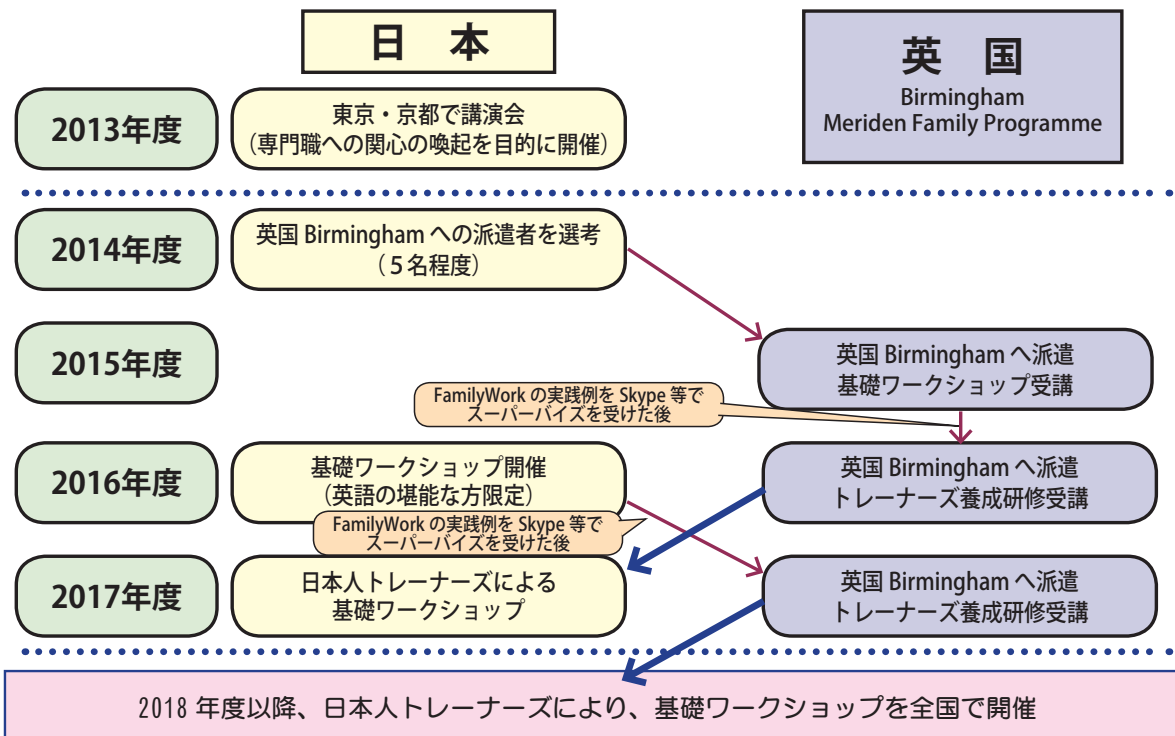 日　本
英　国
Birmingham
Meriden Family Programme
2013年度
東京・京都で講演会
（専門職への関心の喚起を目的に開催）
2014年度
英国 Birmingham への派遣者を選考
（５名程度）
2015年度
英国 Birmingham へ派遣
基礎ワークショップ受講
FamilyWork の実践例を Skype 等で
スーパーバイズを受けた後
2016年度
基礎ワークショップ開催
（英語の堪能な方限定）
英国 Birmingham へ派遣
トレーナーズ養成研修受講
FamilyWork の実践例を Skype 等で
スーパーバイズを受けた後
2017年度
日本人トレーナーズによる
基礎ワークショップ
英国 Birmingham へ派遣
トレーナーズ養成研修受講
2018 年度以降、日本人トレーナーズにより、基礎ワークショップを全国で開催